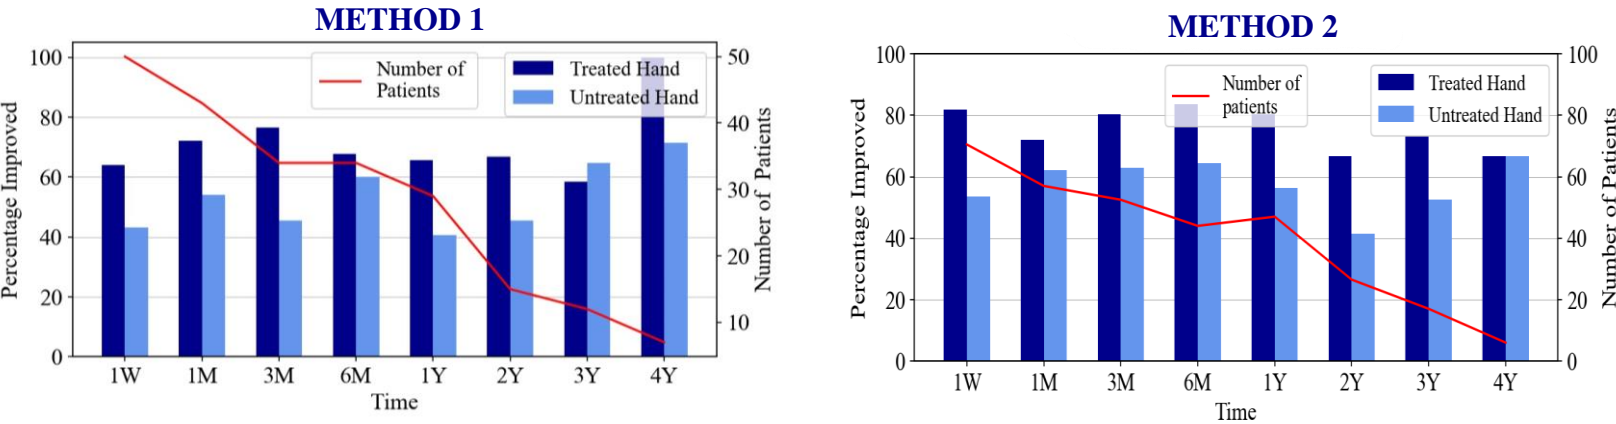 METHOD 1
Percentage Improved
100
80
60
40
20
0
Number of
Patients
Treated Hand
Untreated Hand
50
40
30
20
10
Number of Patients
1W 1M 3M 6M 1Y 2Y 3Y 4Y
Time
METHOD 2
Percentage Improved
100
80
60
40
20
0
Number of
patients
Treated Hand
Untreated Hand
100
80
60
40
20
0
Number of Patients
1W 1M 3M 6M 1Y 2Y 3Y 4Y
Time